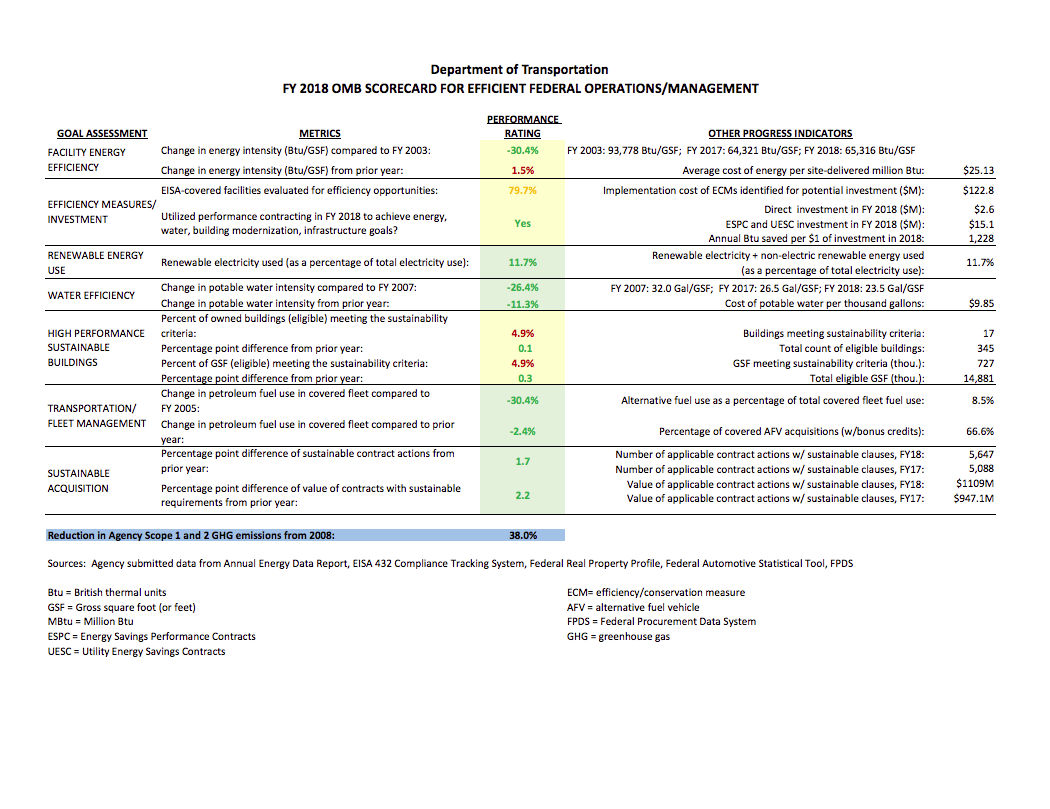 Department of Transportation
FY 2018 OMB SCORECARD FOR EFFICIENT FEDERAL OPERATIONS/MANAGEMENT
GOAL ASSESSMENT METRICS PERFORMANCE RATING OTHER PROGRESS INDICATORS
FACILITY ENERGY EFFICIENCY
Change in energy intensity (Btu/GSF) compared to FY 2003: -30.4% FY 2003: 93,778 Btu/GSF; FY 2017: 64,321 Btu/GSF; FY 2018: 65,316 Btu/GSF
Change in energy intensity (Btu/GSF) from prior year: 1.5% Average cost of energy per site-delivered million Btu: $25.13
EFFICIENCY MEASURES/ INVESTMENT
EISA-covered facilities evaluated for efficiency opportunities: 79.7% Implementation cost of ECMs identified for potential investment ($M): $122.8
Utilized performance contracting in FY 2018 to achieve energy,
water, building modernization, infrastructure goals? Yes
Direct investment in FY 2018 ($M): $2.6
ESPC and UESC investment in FY 2018 ($M): $15.1
Annual Btu saved per $1 of investment in 2018: 1,228
RENEWABLE ENERGY USE
Renewable electricity used (as a percentage of total electricity use): 11.7%
Renewable electricity + non-electric renewable energy used
(as a percentage of total electricity use): 11.7%
WATER EFFICIENCY
Change in potable water intensity compared to FY 2007: -26.4% FY 2007: 32.0 Gal/GSF; FY 2017: 26.5 Gal/GSF; FY 2018: 23.5 Gal/GSF
Change in potable water intensity from prior year: -11.3% Cost of potable water per thousand gallons: $9.85
HIGH PERFORMANCE SUSTAINABLE BUILDINGS
Percent of owned buildings (eligible) meeting the sustainability
criteria: 4.9% Buildings meeting sustainability criteria: 17
Percentage point difference from prior year: 0.1 Total count of eligible buildings: 345
Percent of GSF (eligible) meeting the sustainability criteria: 4.9% GSF meeting sustainability criteria (thou.): 727
Percentage point difference from prior year: 0.3 Total eligible GSF (thou.): 14,881
TRANSPORTATION/ FLEET MANAGEMENT
Change in petroleum fuel use in covered fleet compared to
FY 2005: -30.4% Alternative fuel use as a percentage of total covered fleet fuel use: 8.5%
Change in petroleum fuel use in covered fleet compared to prior
year: -2.4% Percentage of covered AFV acquisitions (w/bonus credits): 66.6%
SUSTAINABLE ACQUISITION
Percentage point difference of sustainable contract actions from
prior year: 1.7
Number of applicable contract actions w/ sustainable clauses, FY18: 5,647
Number of applicable contract actions w/ sustainable clauses, FY17: 5,088
Percentage point difference of value of contracts with sustainable
requirements from prior year: 2.2
Value of applicable contract actions w/ sustainable clauses, FY18: $1109M
Value of applicable contract actions w/ sustainable clauses, FY17: $947.1M
Reduction in Agency Scope 1 and 2 GHG emissions from 2008: 38.0%
Sources: Agency submitted data from Annual Energy Data Report, EISA 432 Compliance Tracking System, Federal Real Property Profile, Federal Automotive Statistical Tool, FPDS
Btu = British thermal units
GSF = Gross square foot (or feet)
MBtu = Million Btu
ESPC = Energy Savings Performance Contracts
UESC = Utility Energy Savings Contracts
ECM= efficiency/conservation measure
AFV = alternative fuel vehicle
FPDS = Federal Procurement Data System
GHG = greenhouse gas